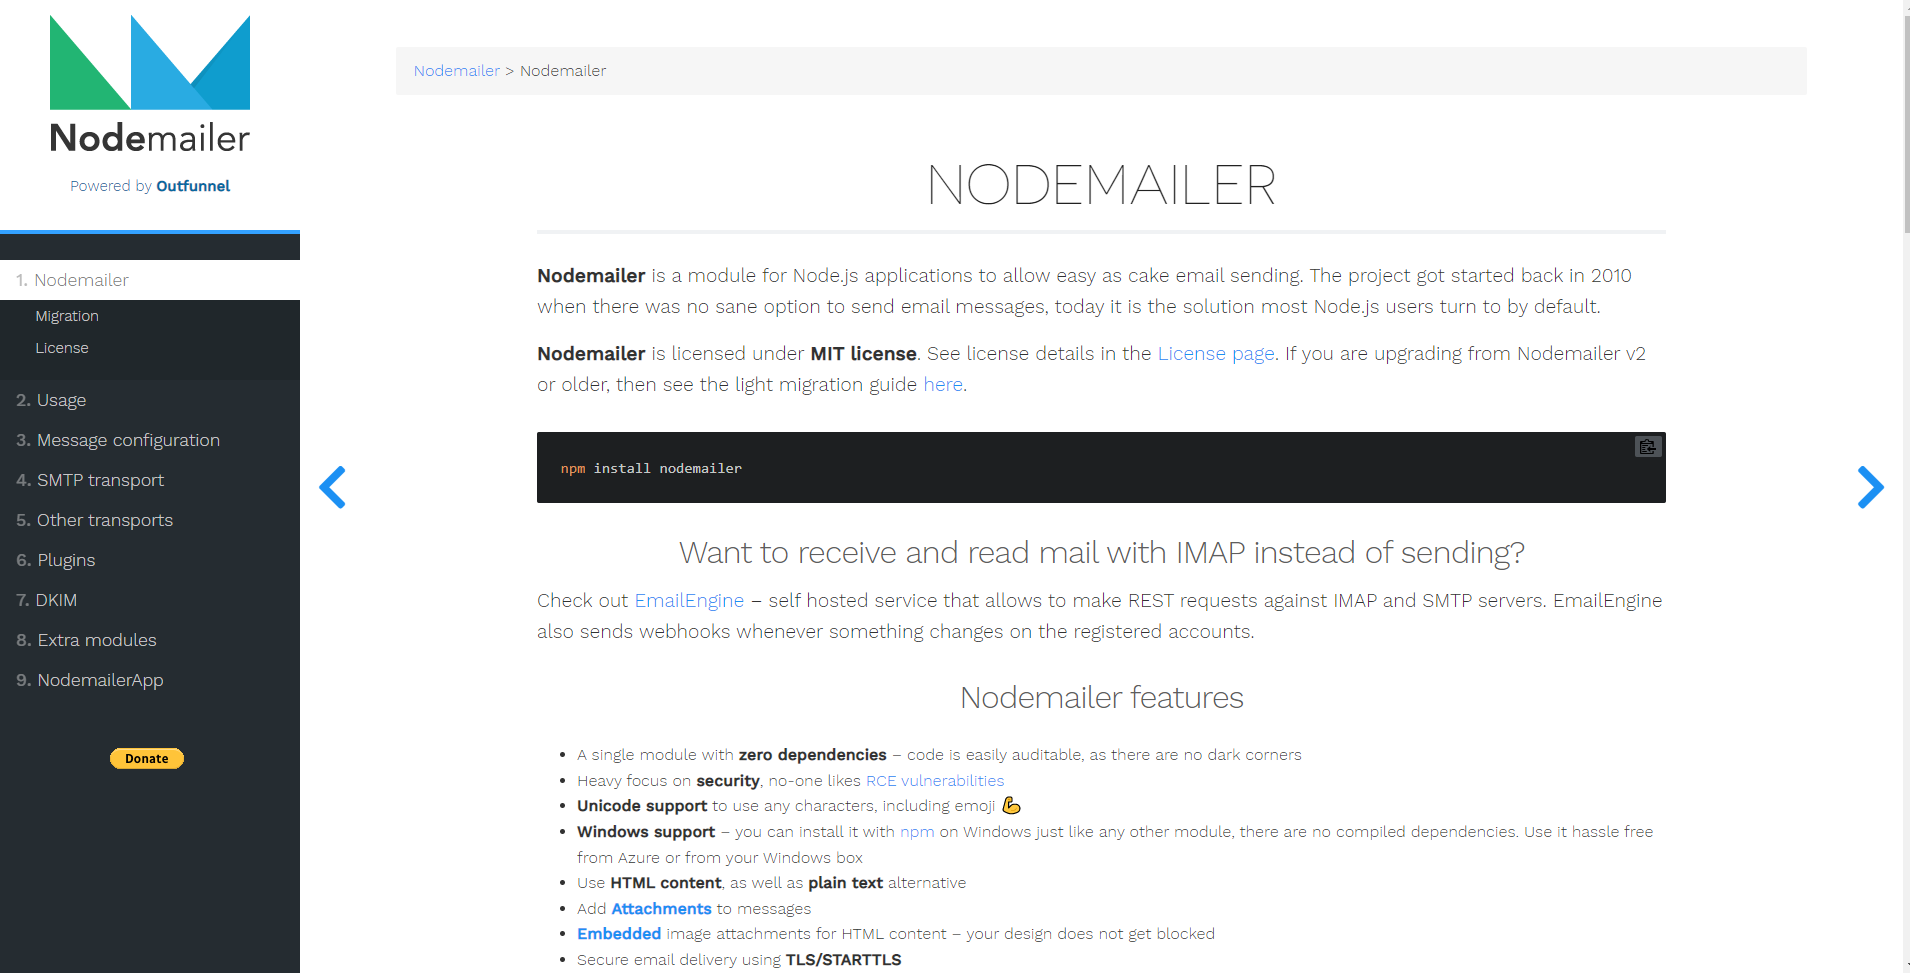 Nodemailer
Powered by Outfunnel
1. Nodemailer
Migration
License
2. Usage
3. Message configuration
4. SMTP transport
5. Other transports
6. Plugins
7. DKIM
8. Extra modules
9. NodemailerApp
Donate
Nodemailer > Nodemailer
NODEMAILER
Nodemailer is a module for Node.js applications to allow easy as cake email sending. The project got started back in 2010
when there was no sane option to send email messages, today it is the solution most Node.js users turn to by default.
Nodemailer is licensed under MIT license. See license details in the License page. If you are upgrading from Nodemailer v2
or older, then see the light migration guide here.
npm install nodemailer
Want to receive and read mail with IMAP instead of sending?
Check out EmailEngine – self hosted service that allows to make REST requests against IMAP and SMTP servers. EmailEngine
also sends webhooks whenever something changes on the registered accounts.
Nodemailer features
• A single module with zero dependencies – code is easily auditable, as there are no dark corners
• Heavy focus on security, no-one likes RCE vulnerabilities
• Unicode support to use any characters, including emoji 💪
• Windows support – you can install it with npm on Windows just like any other module, there are no compiled dependencies. Use it hassle free
from Azure or from your Windows box
• Use HTML content, as well as plain text alternative
• Add Attachments to messages
• Embedded image attachments for HTML content – your design does not get blocked
• Secure email delivery using TLS/STARTTLS